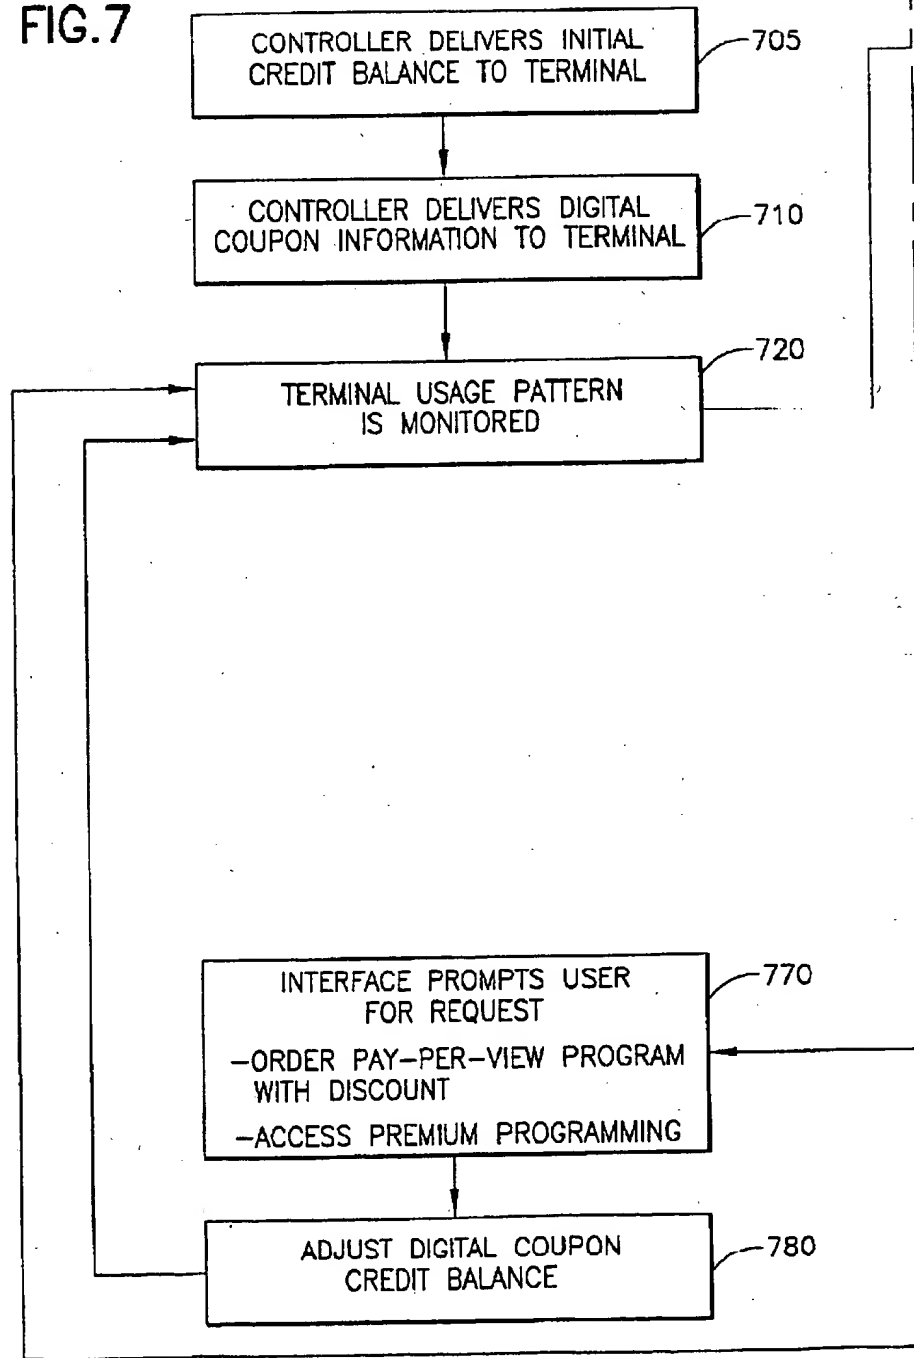 FIG.7
CONTROLLER DELIVERS INITIAL
CREDIT BALANCE TO TERMINAL
705
CONTROLLER DELIVERS DIGITAL
COUPON INFORMATION TO TERMINAL
710
TERMINAL USAGE PATTERN
IS MONITORED
720
INTERFACE PROMPTS USER
FOR REQUEST
-ORDER PAY-PER-VIEW PROGRAM
WITH DISCOUNT
-ACCESS PREMIUM PROGRAMMING
770
ADJUST DIGITAL COUPON
CREDIT BALANCE
780